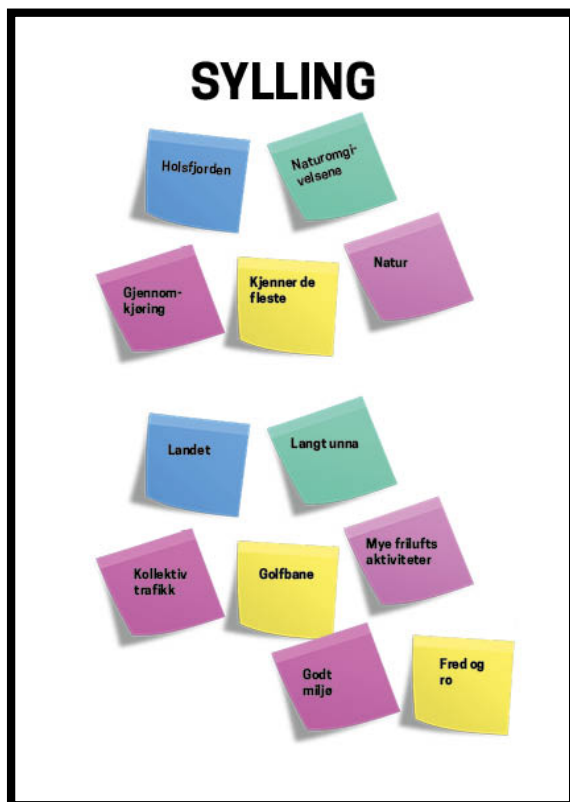 SYLLING
Holsfjorden
Naturomgi-
velsene
Gjennom-
kjøring
Kjenner de
fleste
Natur
Landet
Langt unna
Kollektiv
trafikk
Golfbane
Mye frilufts
aktiviteter
Godt
miljø
Fred og
ro